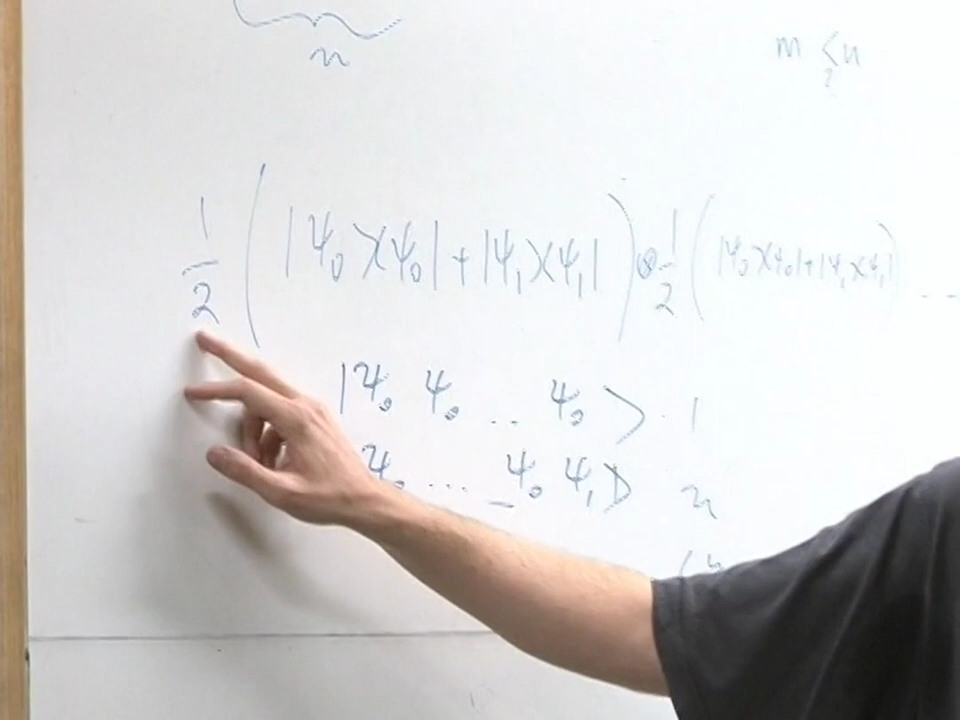 n
m <? n
1/2 ( |ψ₀⟩⟨ψ₀| + |ψ₁⟩⟨ψ₁| ) ⊗ 1/2 ( |ψ₀⟩⟨ψ₀| + |ψ₁⟩⟨ψ₁| ) ...
|ψ₀ ψ₀ ... ψ₀ ⟩ 1
ψ₀ ... ψ₀ ψ₁⟩ n